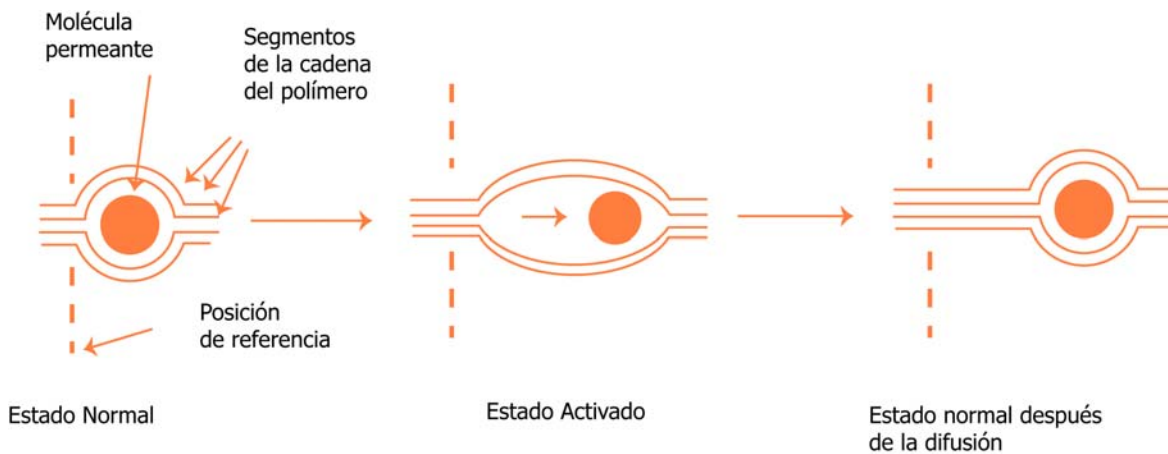 Molécula
permeante
Segmentos
de la cadena
del polímero
Posición
de referencia
Estado Normal
Estado Activado
Estado normal después
de la difusión